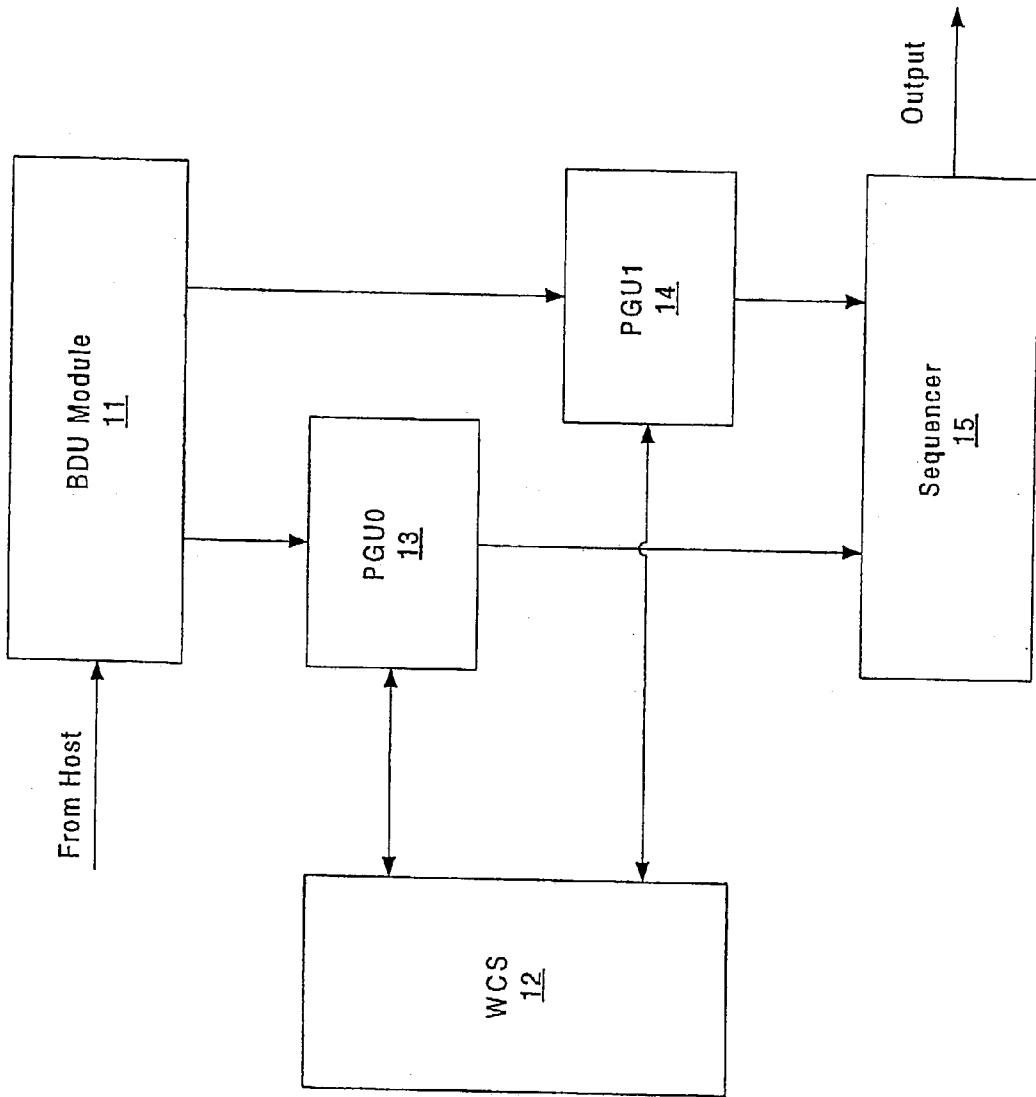 From Host
BDU Module
11
WCS
12
PGU0
13
PGU1
14
Sequencer
15
Output